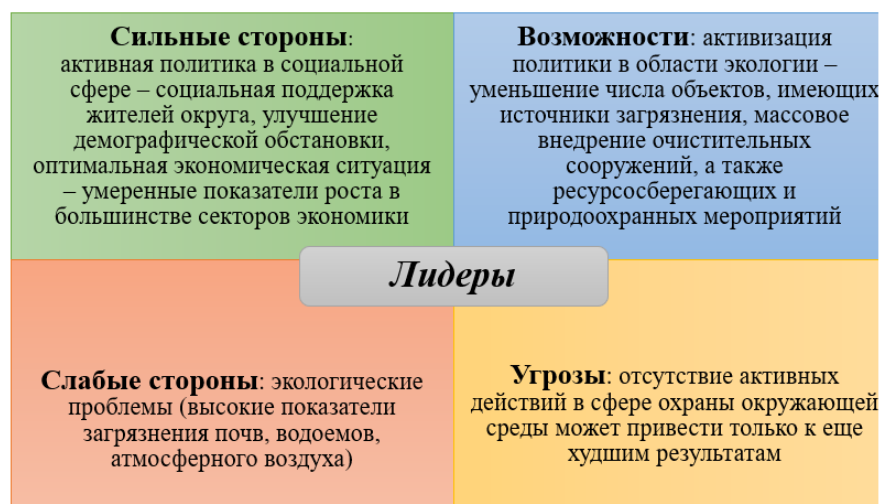 Сильные стороны:
активная политика в социальной
сфере – социальная поддержка
жителей округа, улучшение
демографической обстановки,
оптимальная экономическая ситуация
– умеренные показатели роста в
большинстве секторов экономики
Возможности: активизация
политики в области экологии –
уменьшение числа объектов, имеющих
источники загрязнения, массовое
внедрение очистительных
сооружений, а также
ресурсосберегающих и
природоохранных мероприятий
Лидеры
Слабые стороны: экологические
проблемы (высокие показатели
загрязнения почв, водоемов,
атмосферного воздуха)
Угрозы: отсутствие активных
действий в сфере охраны окружающей
среды может привести только к еще
худшим результатам